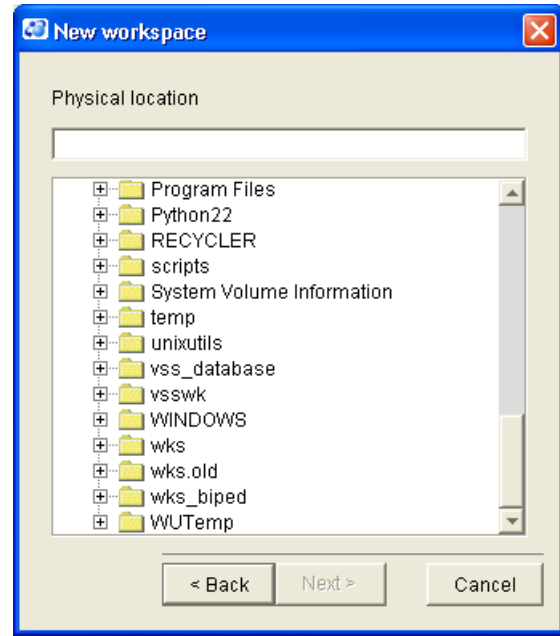 New workspace
Physical location
Program Files
Python22
RECYCLER
scripts
System Volume Information
temp
unixutils
vss_database
vsswk
WINDOWS
wks
wks.old
wks_biped
WUTemp
< Back Next > Cancel